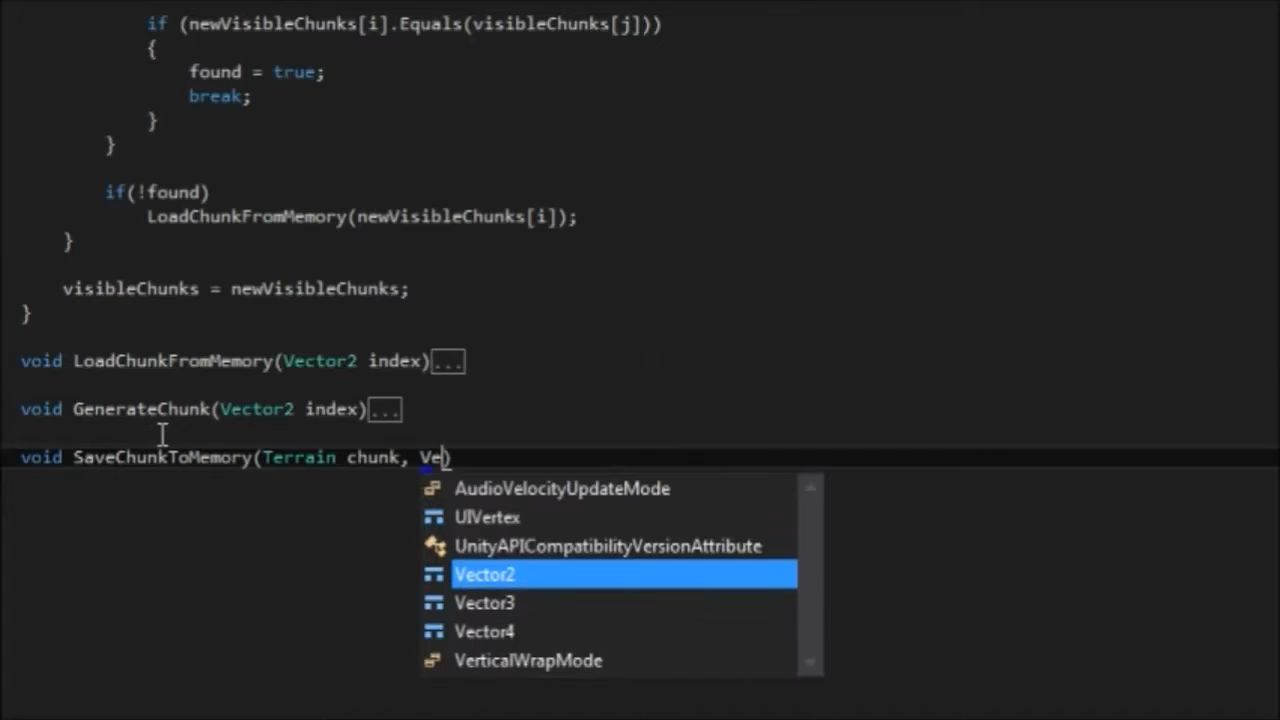 if (newVisibleChunks[i].Equals(visibleChunks[j]))
{
found = true;
break;
}
}
if(!found)
LoadChunkFromMemory(newVisibleChunks[i]);
}
visibleChunks = newVisibleChunks;
}
void LoadChunkFromMemory(Vector2 index)...
void GenerateChunk(Vector2 index)...
void SaveChunkToMemory(Terrain chunk, Ve)
AudioVelocityUpdateMode
UIVertex
UnityAPICompatibilityVersionAttribute
Vector2
Vector3
Vector4
VerticalWrapMode